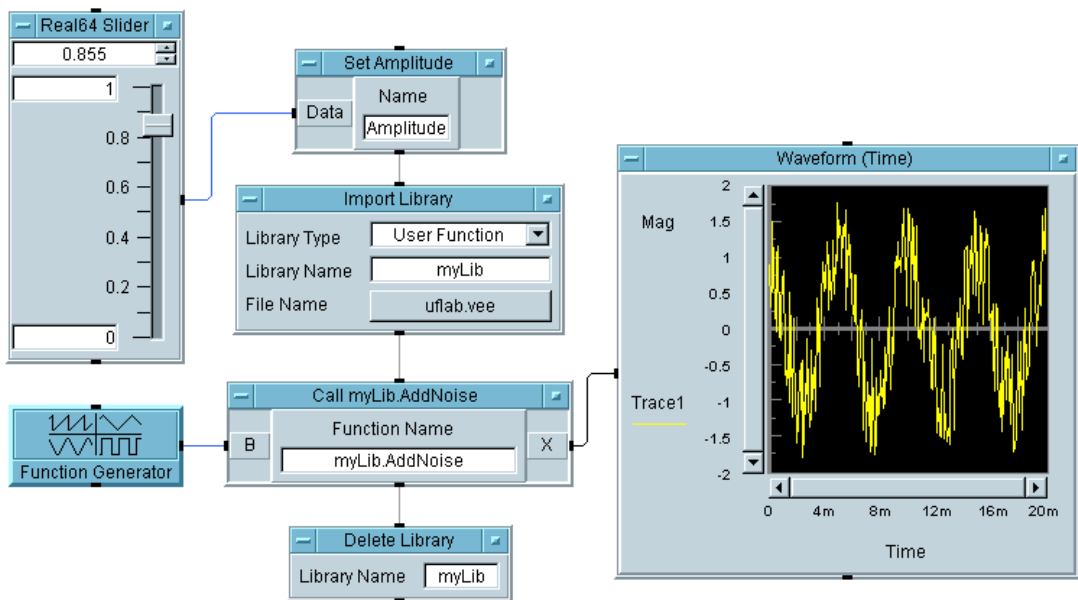 Real64 Slider
0.855
1
0.8
0.6
0.4
0.2
0
Set Amplitude
Data
Name
Amplitude
Import Library
Library Type
User Function
Library Name
myLib
File Name
uflab.vee
Function Generator
Call myLib.AddNoise
B
Function Name
myLib.AddNoise
X
Delete Library
Library Name
myLib
Waveform (Time)
Mag
Trace1
2
1.5
1
0.5
0
-0.5
-1
-1.5
-2
0 4m 8m 12m 16m 20m
Time